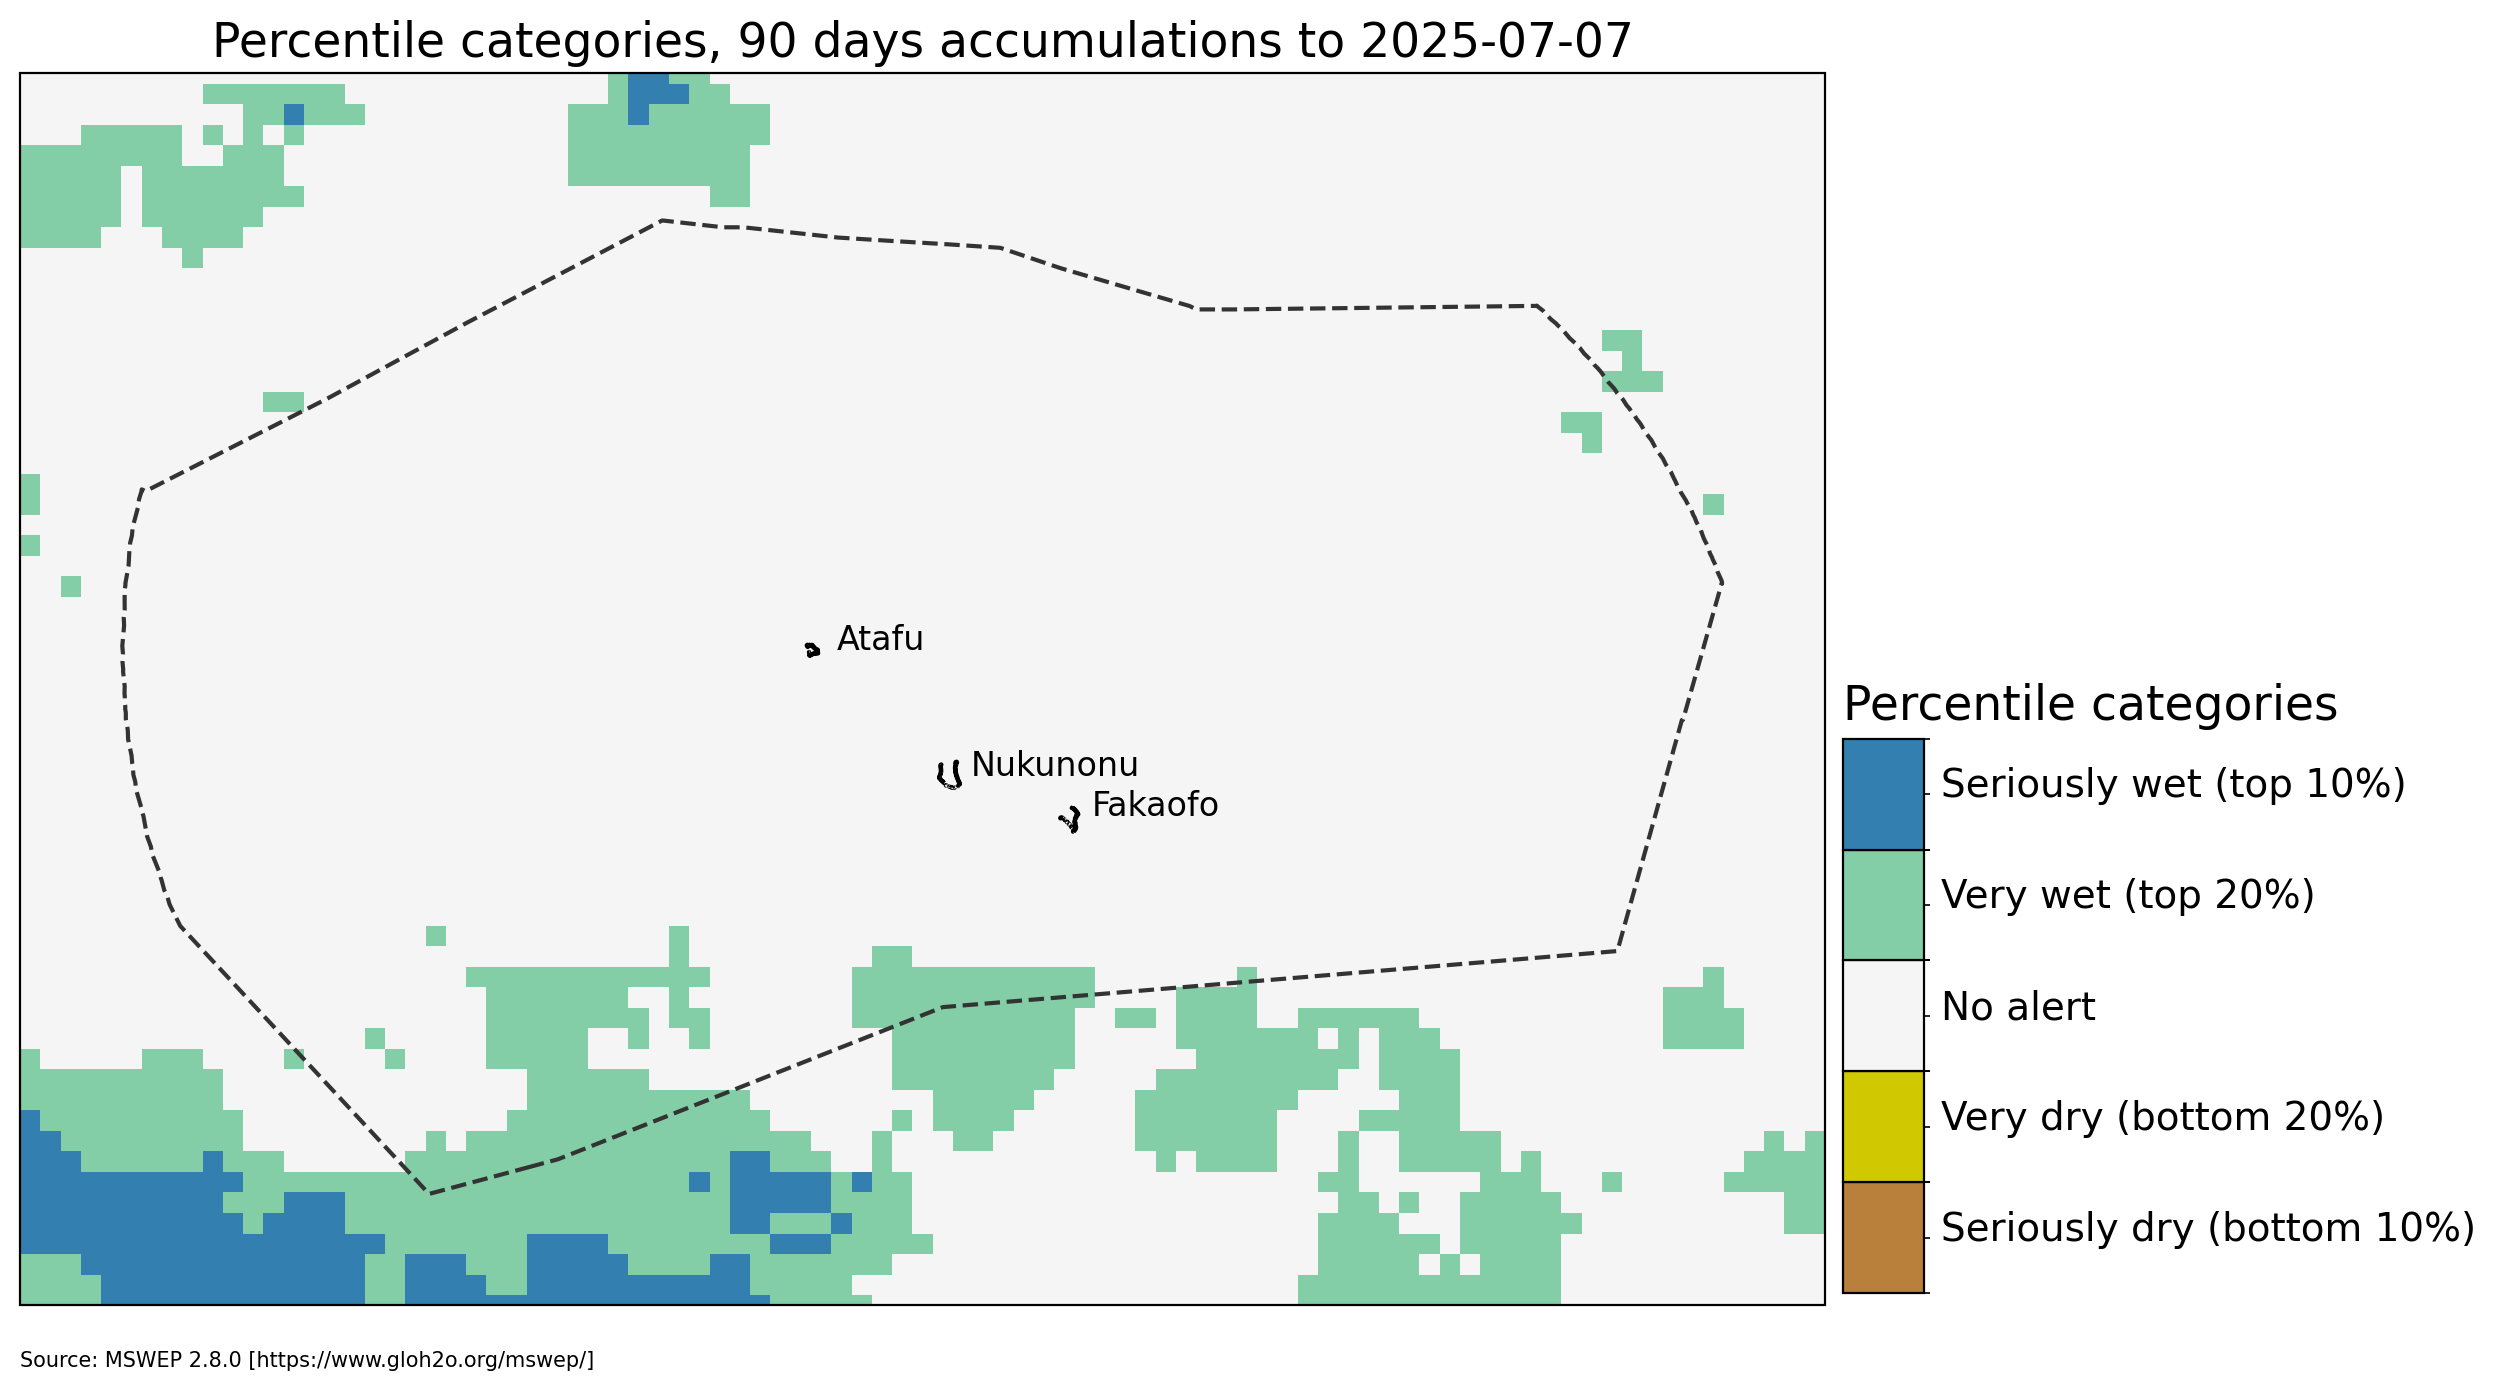 Percentile categories, 90 days accumulations to 2025-07-07
Atafu
Nukunonu
Fakaofo
Percentile categories
Seriously wet (top 10%)
Very wet (top 20%)
No alert
Very dry (bottom 20%)
Seriously dry (bottom 10%)
Source: MSWEP 2.8.0 [https://www.gloh2o.org/mswep/]